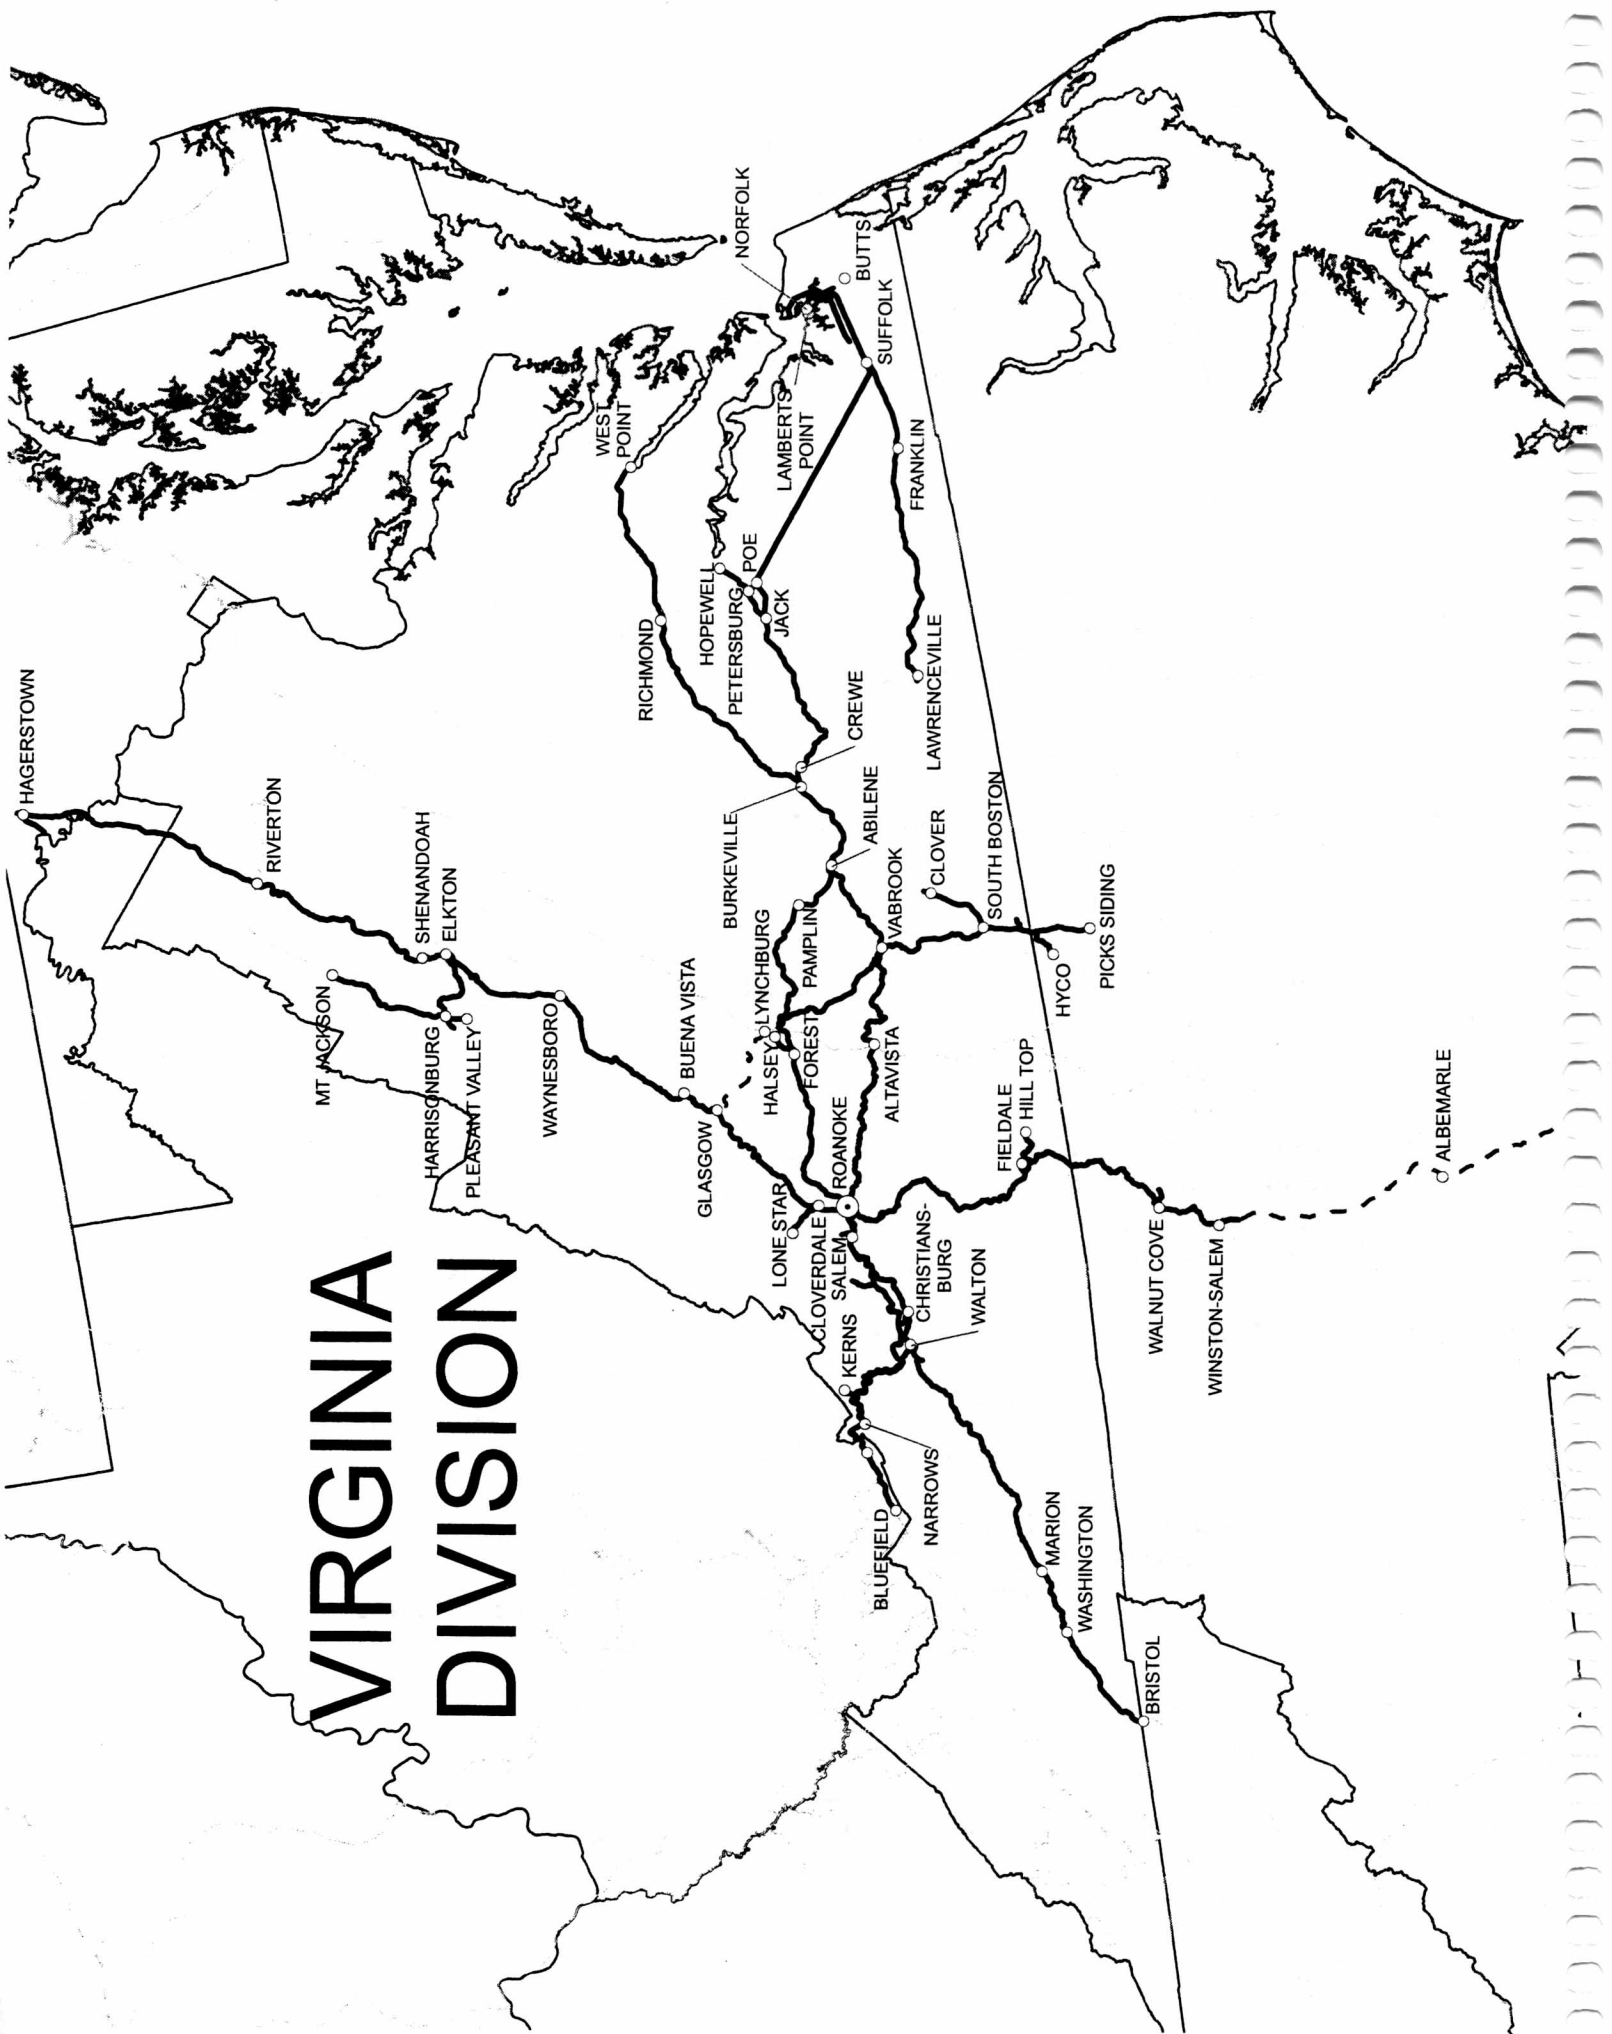 VIRGINIA
DIVISION
HAGERSTOWN
RIVERTON
SHENANDOAH
ELKTON
MT JACKSON
HARRISONBURG
PLEASANT VALLEY
WAYNESBORO
BUENA VISTA
GLASGOW
LYNCHBURG
HALSEY
FOREST
PAMPLIN
BURKEVILLE
CREWE
ABILENE
RICHMOND
WEST
POINT
HOPEWELL
PETERSBURG
POE
JACK
NORFOLK
LAMBERTS
POINT
BUTTS
SUFFOLK
FRANKLIN
LAWRENCEVILLE
CLOVER
VABROOK
SOUTH BOSTON
HYCO
PICKS SIDING
ALTAVISTA
ROANOKE
LONE STAR
CLOVERDALE
SALEM
CHRISTIANS-
BURG
WALTON
KERNS
NARROWS
BLUEFIELD
MARION
WASHINGTON
BRISTOL
FIELDALE
HILL TOP
WALNUT COVE
WINSTON-SALEM
ALBEMARLE